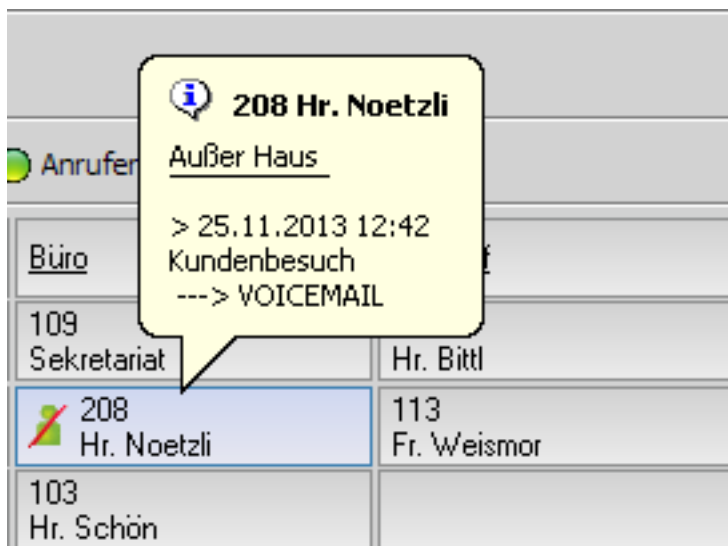 208 Hr. Noetzli
Außer Haus
> 25.11.2013 12:42
Kundenbesuch
---> VOICEMAIL
Anrufer
Büro
109
Sekretariat
Hr. Bittl
208
Hr. Noetzli
113
Fr. Weismor
103
Hr. Schön